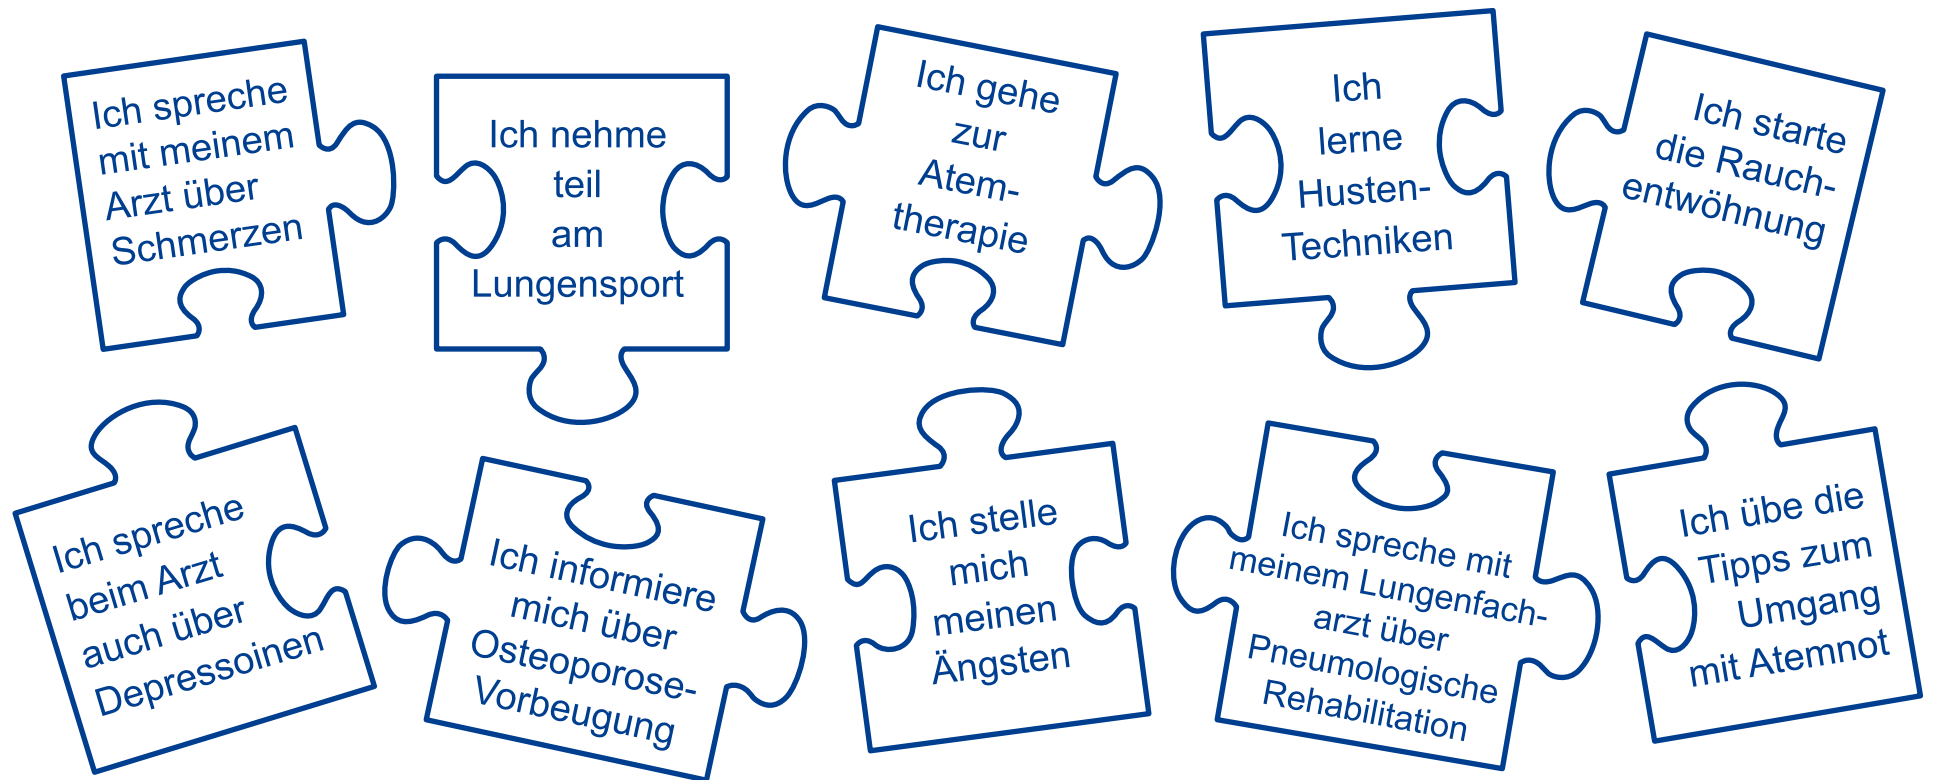 Ich spreche
mit meinem
Arzt über
Schmerzen
Ich nehme
teil
am
Lungensport
Ich gehe
zur
Atem-
therapie
Ich
lerne
Husten-
Techniken
Ich starte
die Rauch-
entwöhnung
Ich spreche
beim Arzt
auch über
Depressoinen
Ich informiere
mich über
Osteoporose-
Vorbeugung
Ich stelle
mich
meinen
Ängsten
Ich spreche mit
meinem Lungenfach-
arzt über
Pneumologische
Rehabilitation
Ich übe die
Tipps zum
Umgang
mit Atemnot